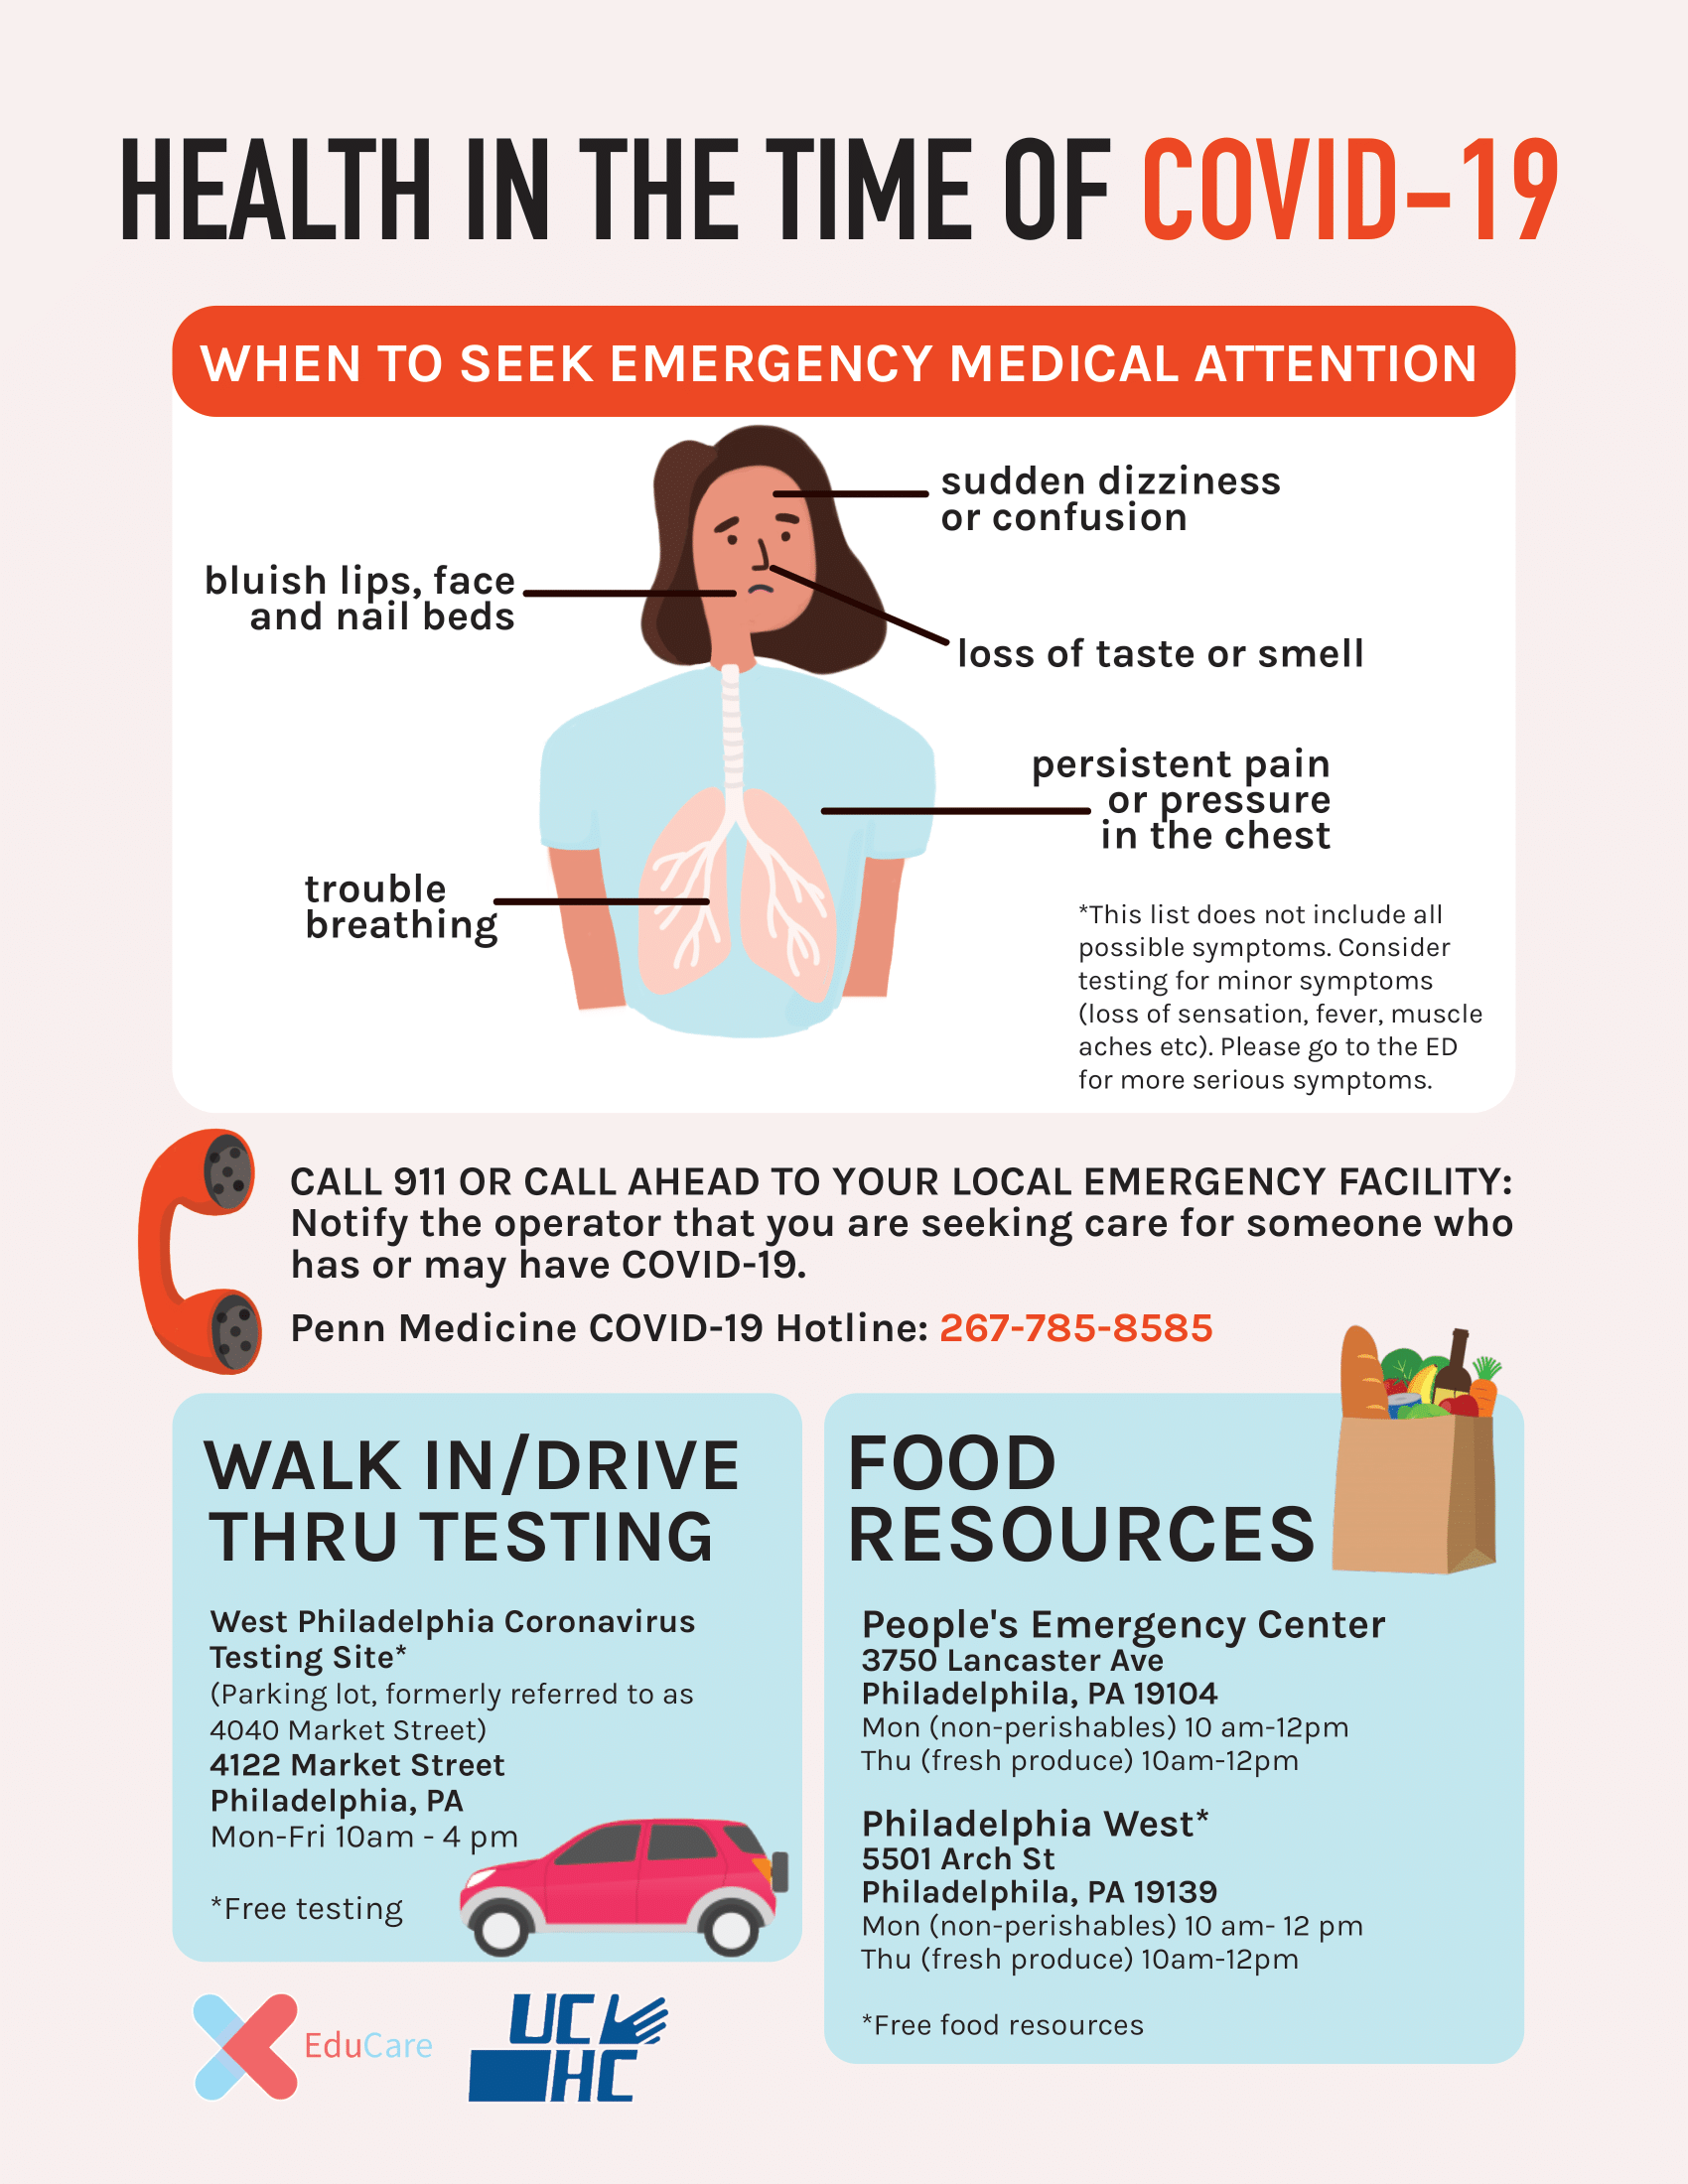 HEALTH IN THE TIME OF COVID-19
WHEN TO SEEK EMERGENCY MEDICAL ATTENTION
sudden dizziness
or confusion
bluish lips, face
and nail beds
loss of taste or smell
persistent pain
or pressure
in the chest
trouble
breathing
*This list does not include all
possible symptoms. Consider
testing for minor symptoms
(loss of sensation, fever, muscle
aches etc). Please go to the ED
for more serious symptoms.
CALL 911 OR CALL AHEAD TO YOUR LOCAL EMERGENCY FACILITY:
Notify the operator that you are seeking care for someone who
has or may have COVID-19.
Penn Medicine COVID-19 Hotline: 267-785-8585
WALK IN/DRIVE
THRU TESTING
West Philadelphia Coronavirus
Testing Site*
(Parking lot, formerly referred to as
4040 Market Street)
4122 Market Street
Philadelphia, PA
Mon-Fri 10am - 4 pm
*Free testing
FOOD
RESOURCES
People's Emergency Center
3750 Lancaster Ave
Philadelphila, PA 19104
Mon (non-perishables) 10 am-12pm
Thu (fresh produce) 10am-12pm
Philadelphia West*
5501 Arch St
Philadelphila, PA 19139
Mon (non-perishables) 10 am- 12 pm
Thu (fresh produce) 10am-12pm
*Free food resources
EduCare
UC
HC